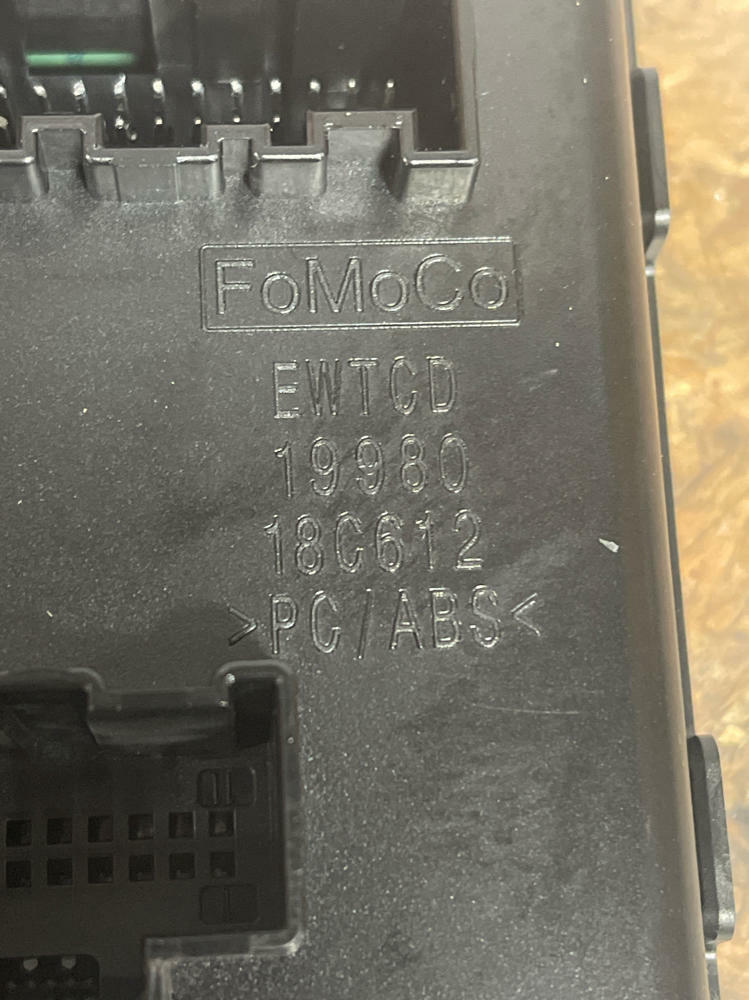 FoMoCo
EWTCD
19980
18C612
>PC/ABS<